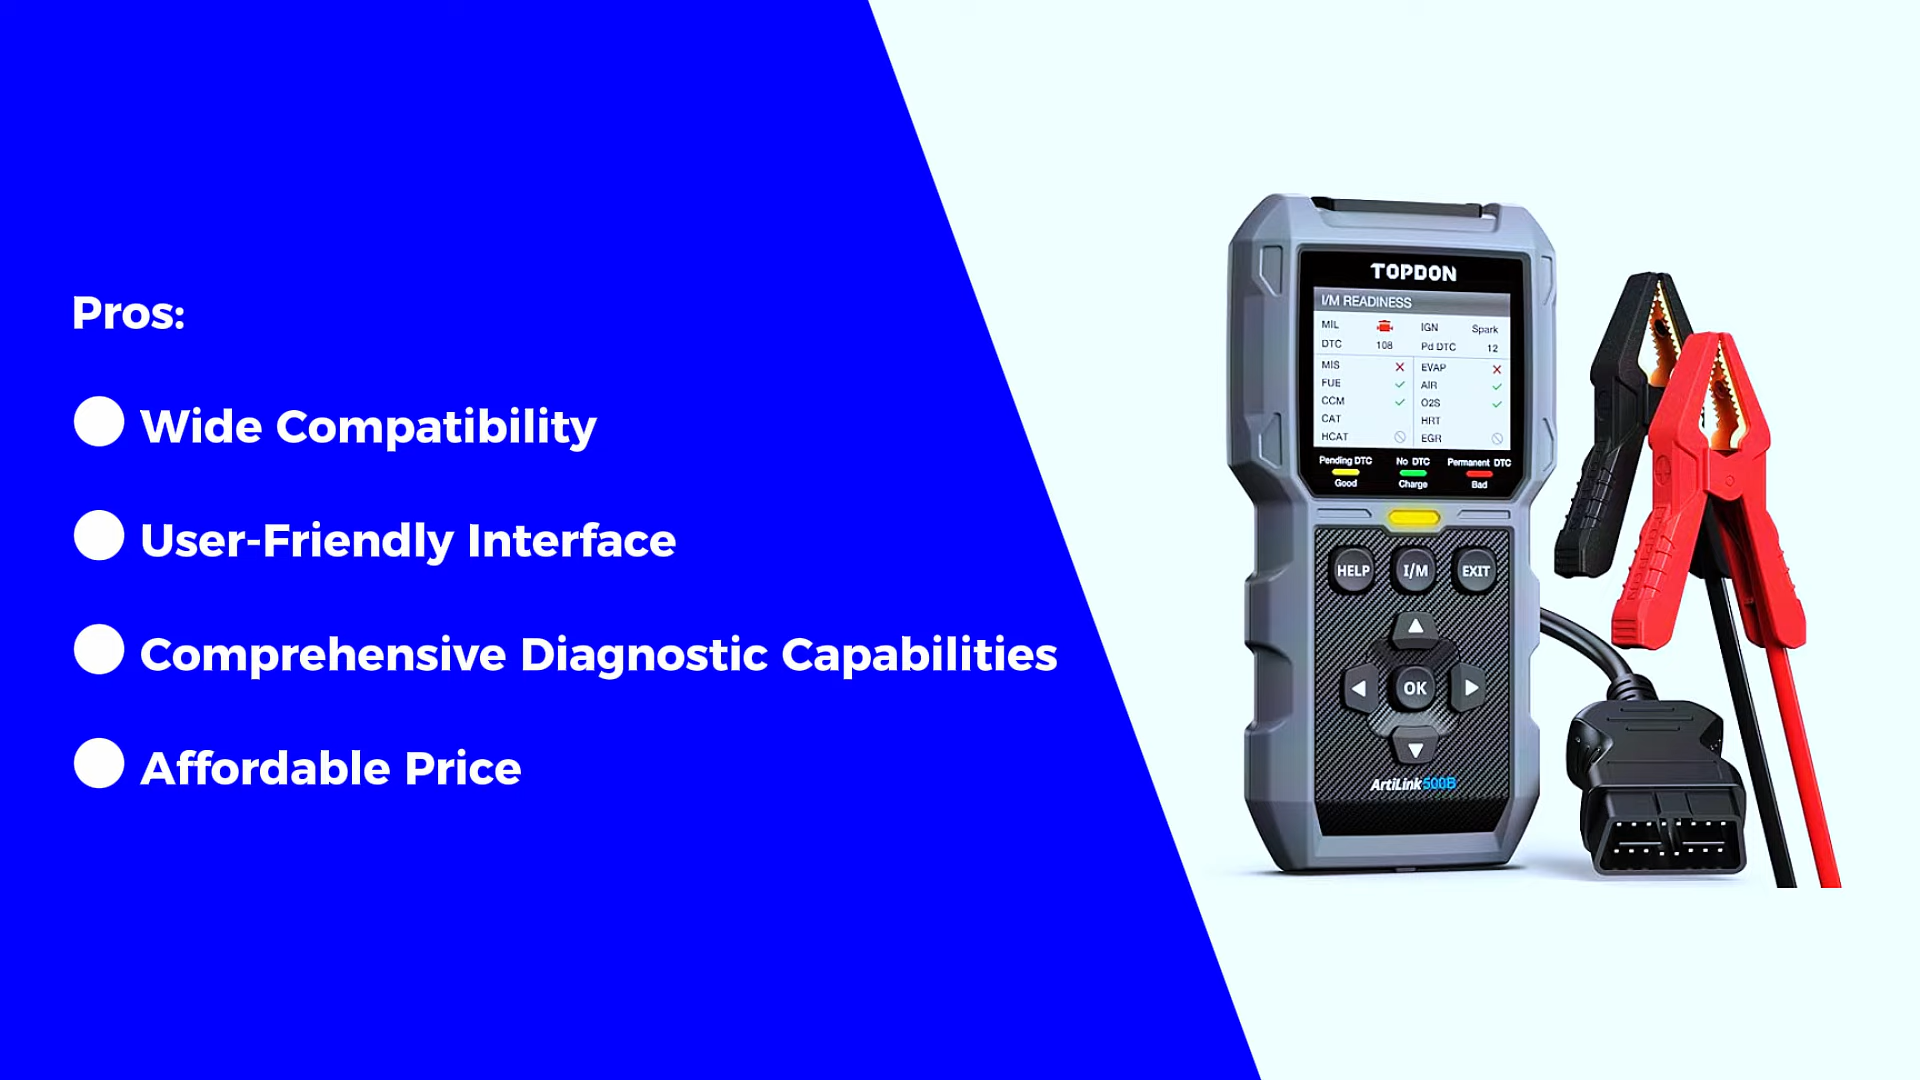 Pros:
Wide Compatibility
User-Friendly Interface
Comprehensive Diagnostic Capabilities
Affordable Price
TOPDON
I/M READINESS
MIL IGN Spark
DTC 108 Pd DTC 12
MIS EVAP
FUE AIR
CCM O2S
CAT HRT
HCAT EGR
Pending DTC No DTC Permanent DTC
Good Charge Bad
HELP I/M EXIT
OK
ArtiLink500B